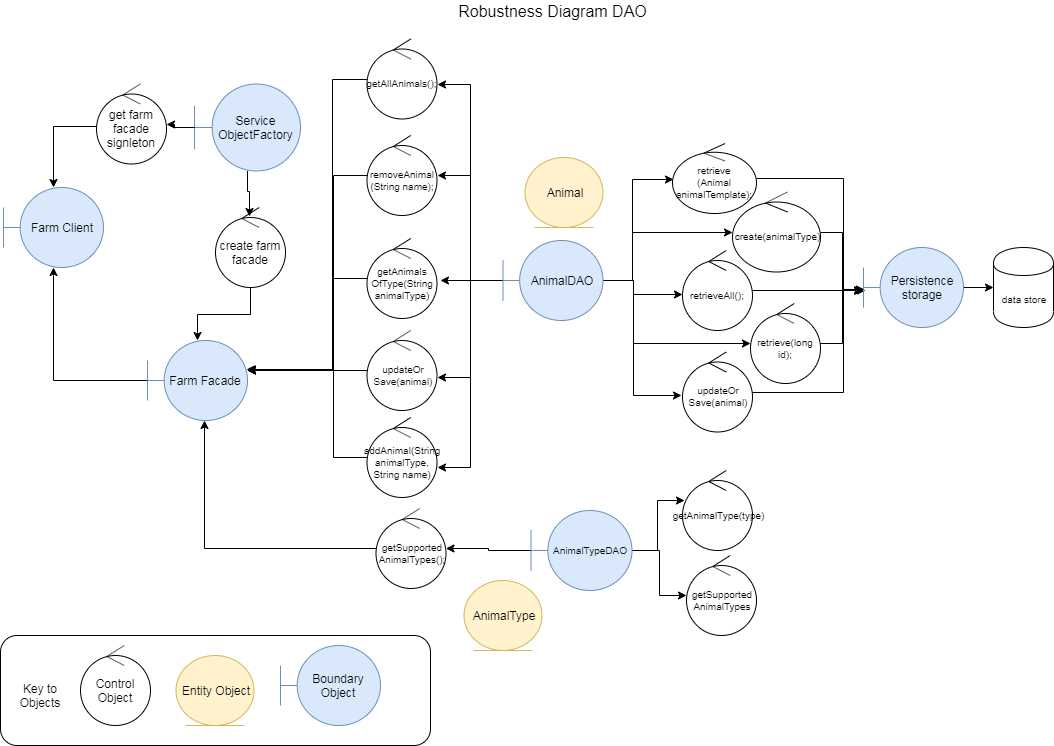 Robustness Diagram DAO
getAllAnimals();
get farm
facade
signleton
Service
ObjectFactory
removeAnimal
(String name);
retrieve
(Animal
animalTemplate);
Animal
Farm Client
create farm
facade
create(animalType)
getAnimals
OfType(String
animalType)
AnimalDAO
retrieveAll();
Persistence
storage
data store
retrieve(long
id);
Farm Facade
updateOr
Save(animal)
updateOr
Save(animal)
addAnimal(String
animalType,
String name)
getAnimalType(type)
getSupported
AnimalTypes();
AnimalTypeDAO
getSupported
AnimalTypes
AnimalType
Key to
Objects
Control
Object
Entity Object
Boundary
Object